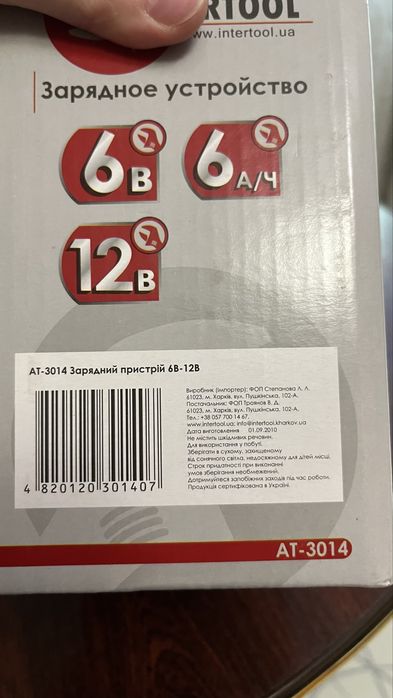 RTOOL
ww.intertool.ua
Зарядное устройство
6В
6А/Ч
12В
АТ-3014 Зарядний пристрій 6В-12В
Виробник (імпортер): ФОП Степанова Л. Л.
61023, м. Харків, вул. Пушкінська, 102-А.
Постачальник: ФОП Траянов В. Д.
61023, м. Харків, вул. Пушкінська, 102-А.
Тел.: +38 057 700 14 67.
www.intertool.ua; info@intertool.kharkov.ua
Дата виготовлення 01.09.2010
Не містить шкідливих речовин.
Для використання у побуті.
Зберігати в сухому, захищеному
від сонячного світла, недосяжному для дітей місці.
Строк придатності при виконанні
умов зберігання необмежений.
Дотримуйтеся запобіжних заходів під час роботи.
Продукція сертифікована в Україні.
4 820120 301407
АТ-3014